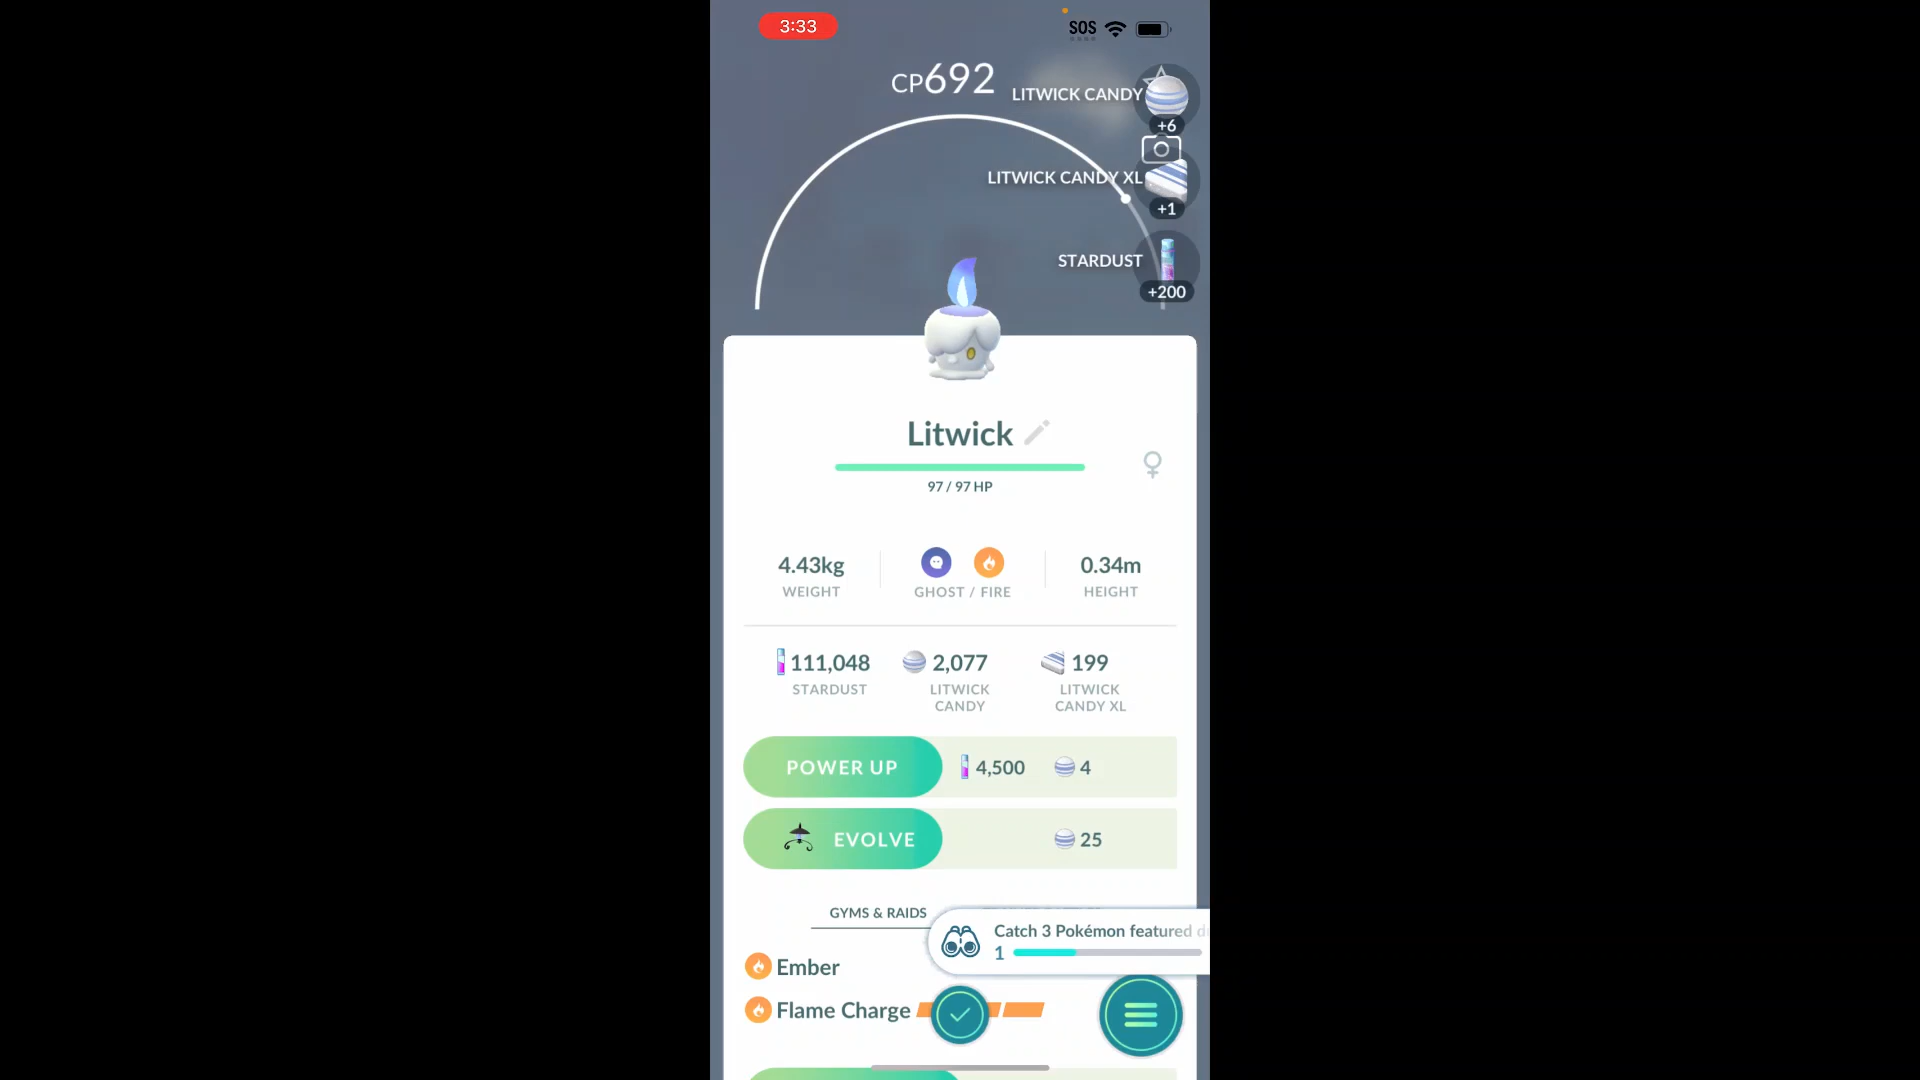 3:33
SOS
CP692
LITWICK CANDY
+6
LITWICK CANDY XL
+1
STARDUST
+200
Litwick
97 / 97 HP
4.43kg
WEIGHT
GHOST / FIRE
0.34m
HEIGHT
111,048
STARDUST
2,077
LITWICK
CANDY
199
LITWICK
CANDY XL
POWER UP
4,500
4
EVOLVE
25
GYMS & RAIDS
Catch 3 Pokémon featured
1
Ember
Flame Charge